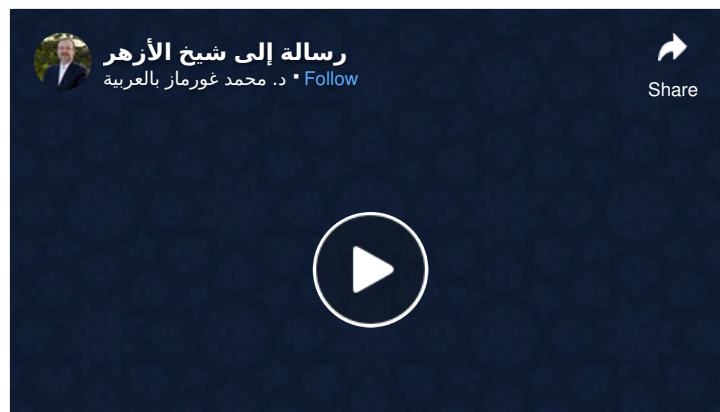 رسالة إلى شيخ الأزهر
د. محمد غورماز بالعربية · Follow
Share